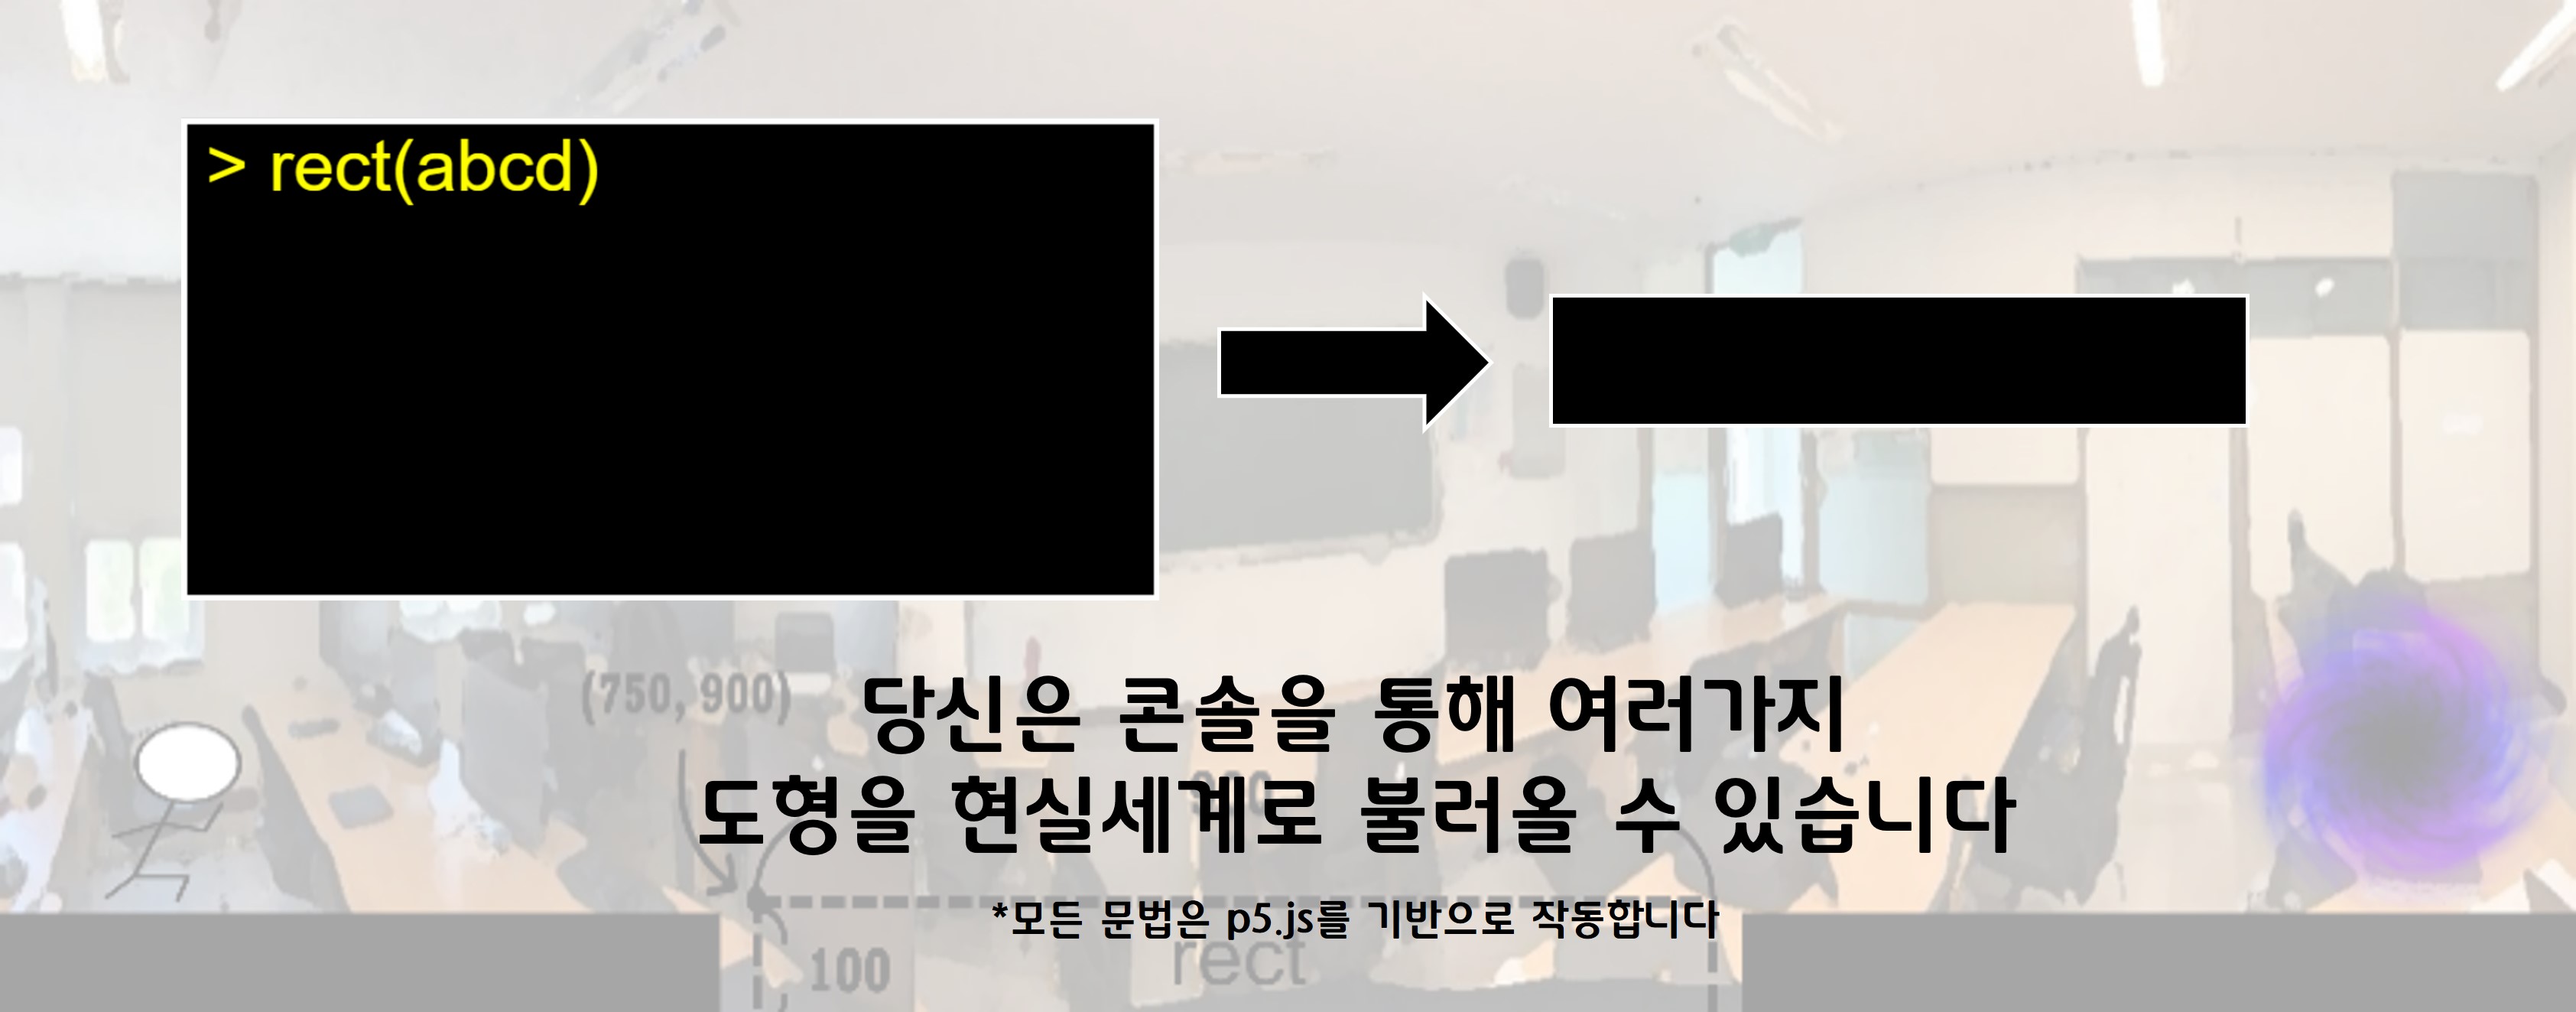 > rect(abcd)
(750, 900)
당신은 콘솔을 통해 여러가지
도형을 현실세계로 불러올 수 있습니다
*모든 문법은 p5.js를 기반으로 작동합니다
100
rect